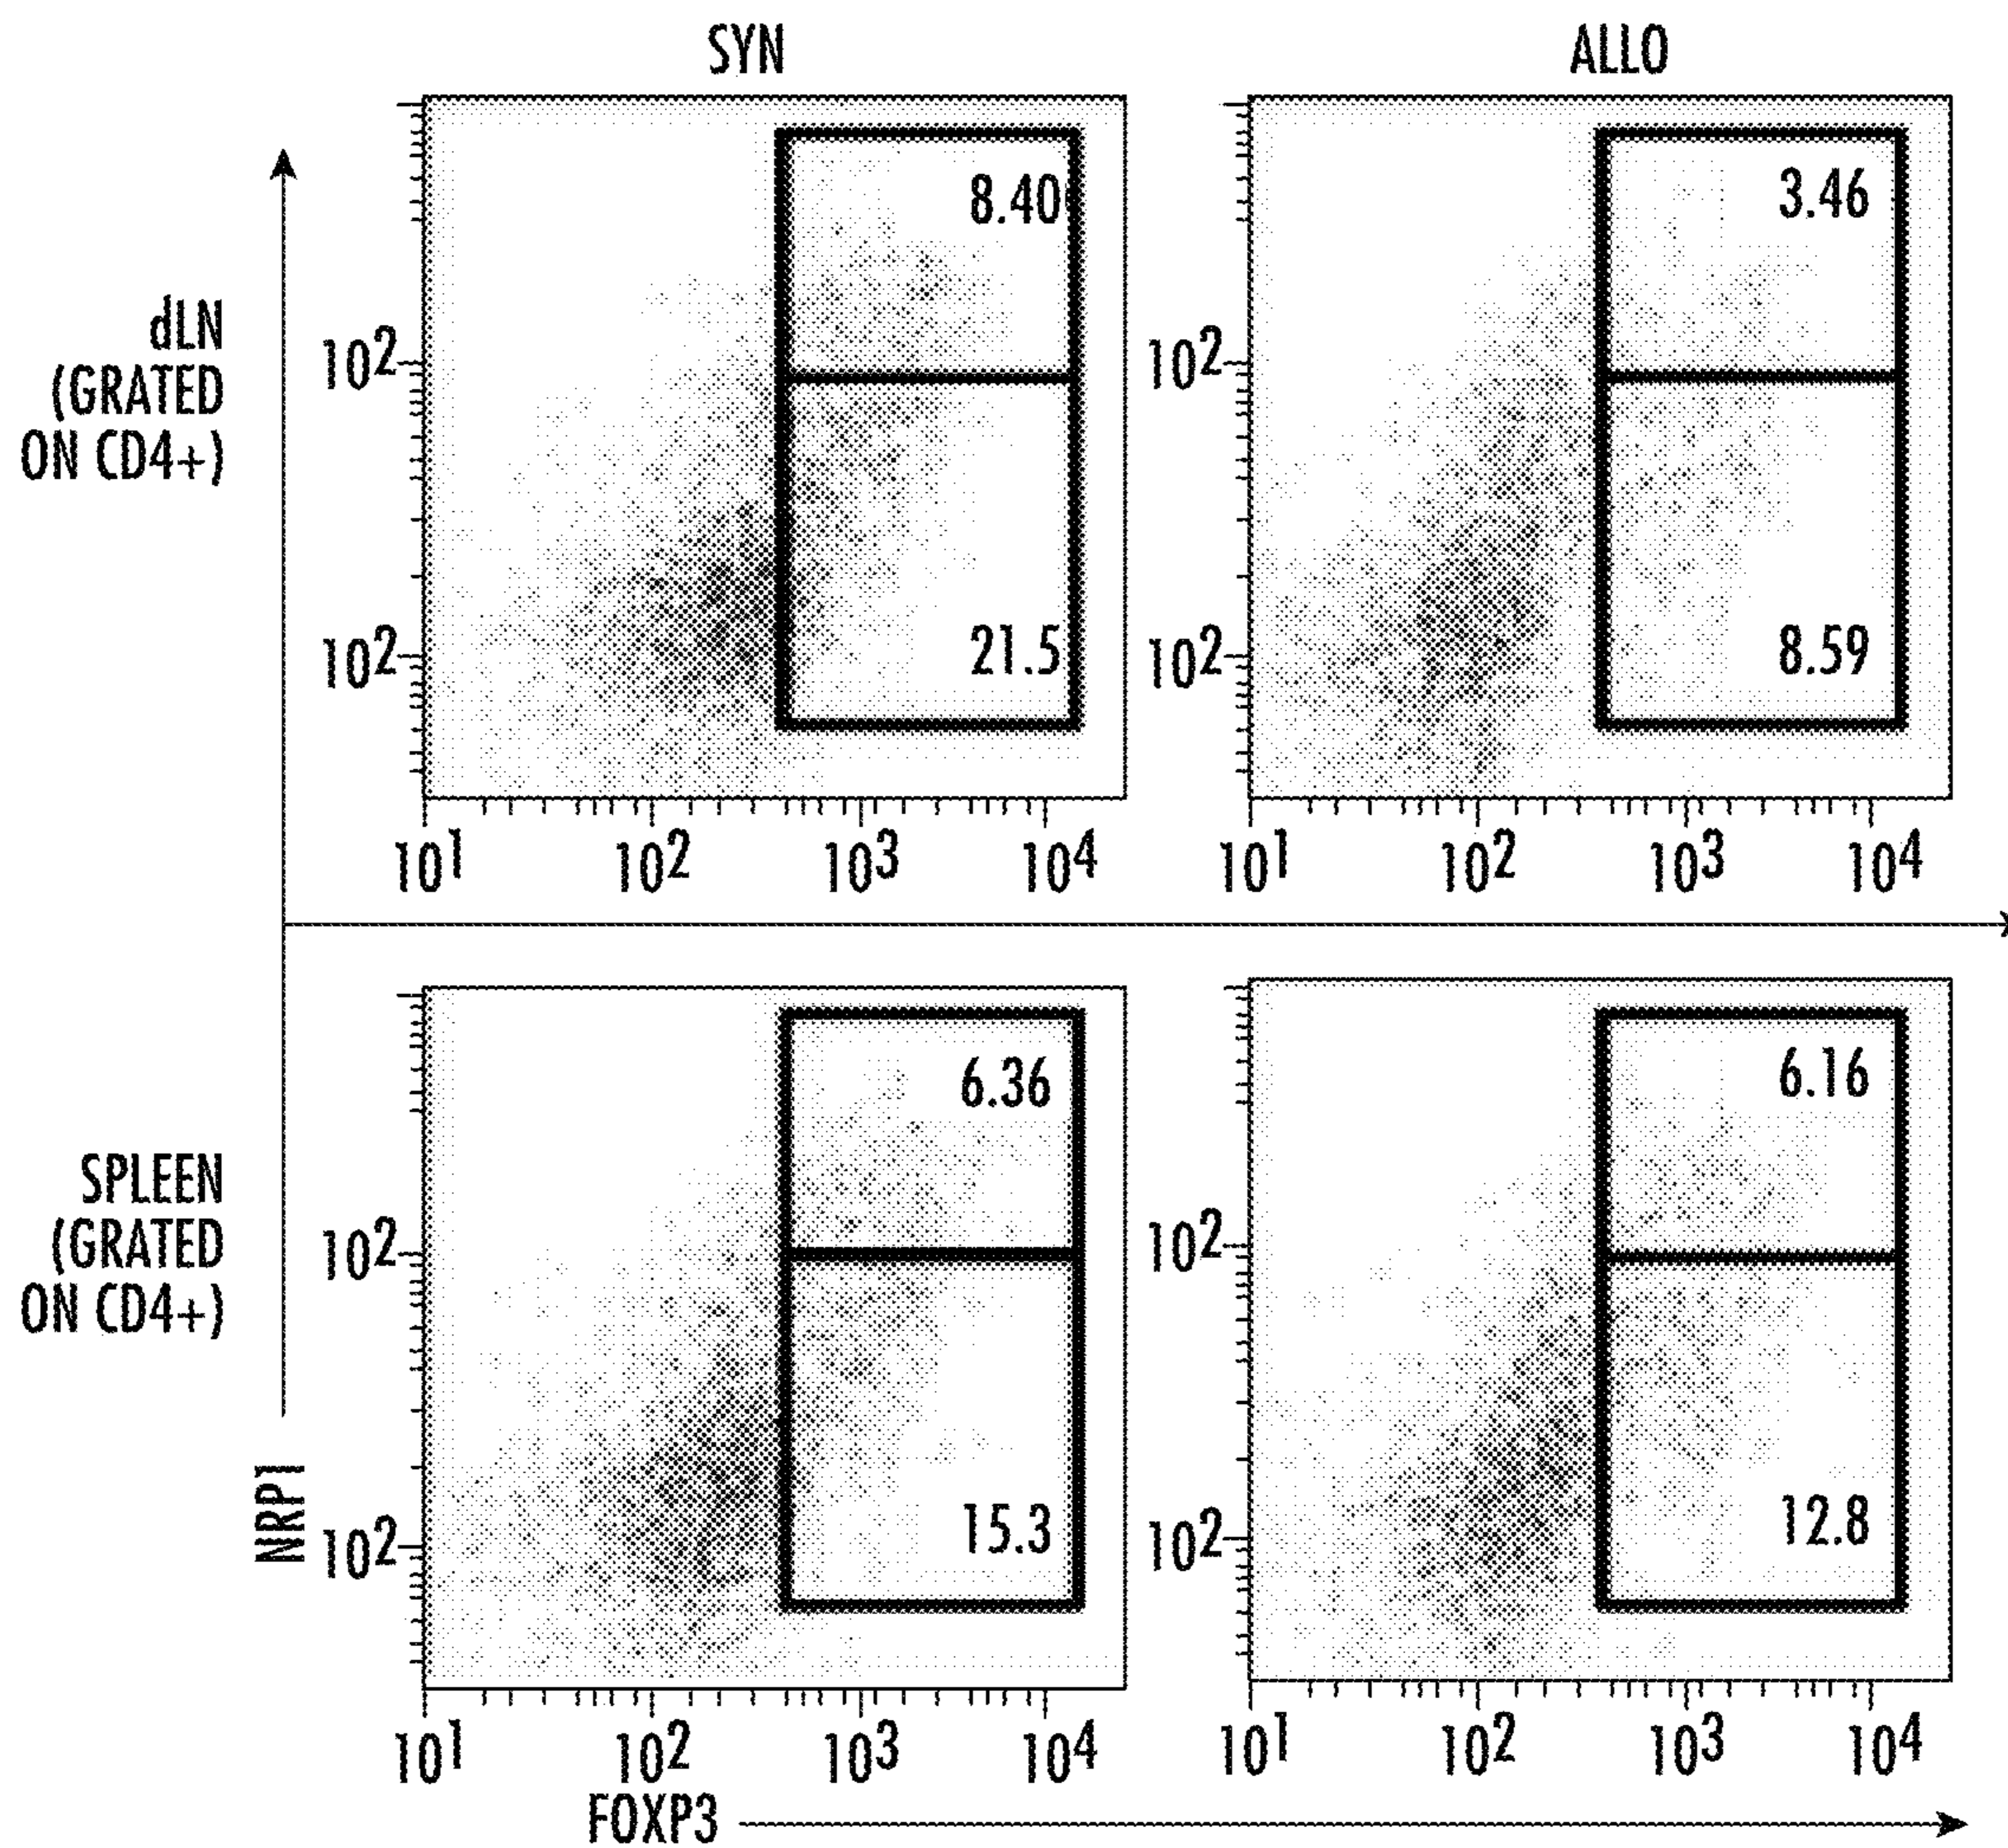 SYN
ALLO
dLN
(GRATED
ON CD4+)
8.40
3.46
10²
10²
21.5
8.59
10²
10²
10¹ 10² 10³ 10⁴
10¹ 10² 10³ 10⁴
SPLEEN
(GRATED
ON CD4+)
6.36
6.16
10²
10²
15.3
12.8
10²
10²
NRP1
10¹ 10² 10³ 10⁴
10¹ 10² 10³ 10⁴
FOXP3